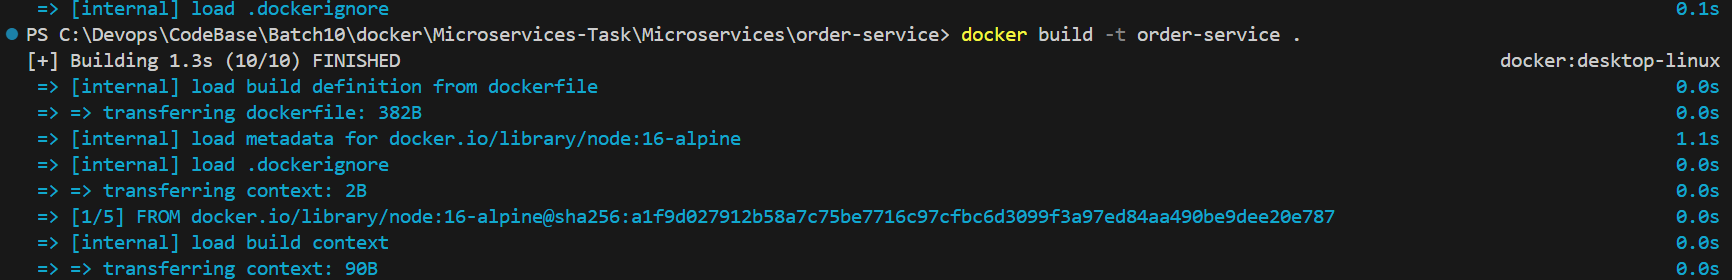 => [internal] load .dockerignore 0.1s
PS C:\Devops\CodeBase\Batch10\docker\Microservices-Task\Microservices\order-service> docker build -t order-service .
[+] Building 1.3s (10/10) FINISHED docker:desktop-linux
=> [internal] load build definition from dockerfile 0.0s
=> => transferring dockerfile: 382B 0.0s
=> [internal] load metadata for docker.io/library/node:16-alpine 1.1s
=> [internal] load .dockerignore 0.0s
=> => transferring context: 2B 0.0s
=> [1/5] FROM docker.io/library/node:16-alpine@sha256:a1f9d027912b58a7c75be7716c97cfbc6d3099f3a97ed84aa490be9dee20e787 0.0s
=> [internal] load build context 0.0s
=> => transferring context: 90B 0.0s